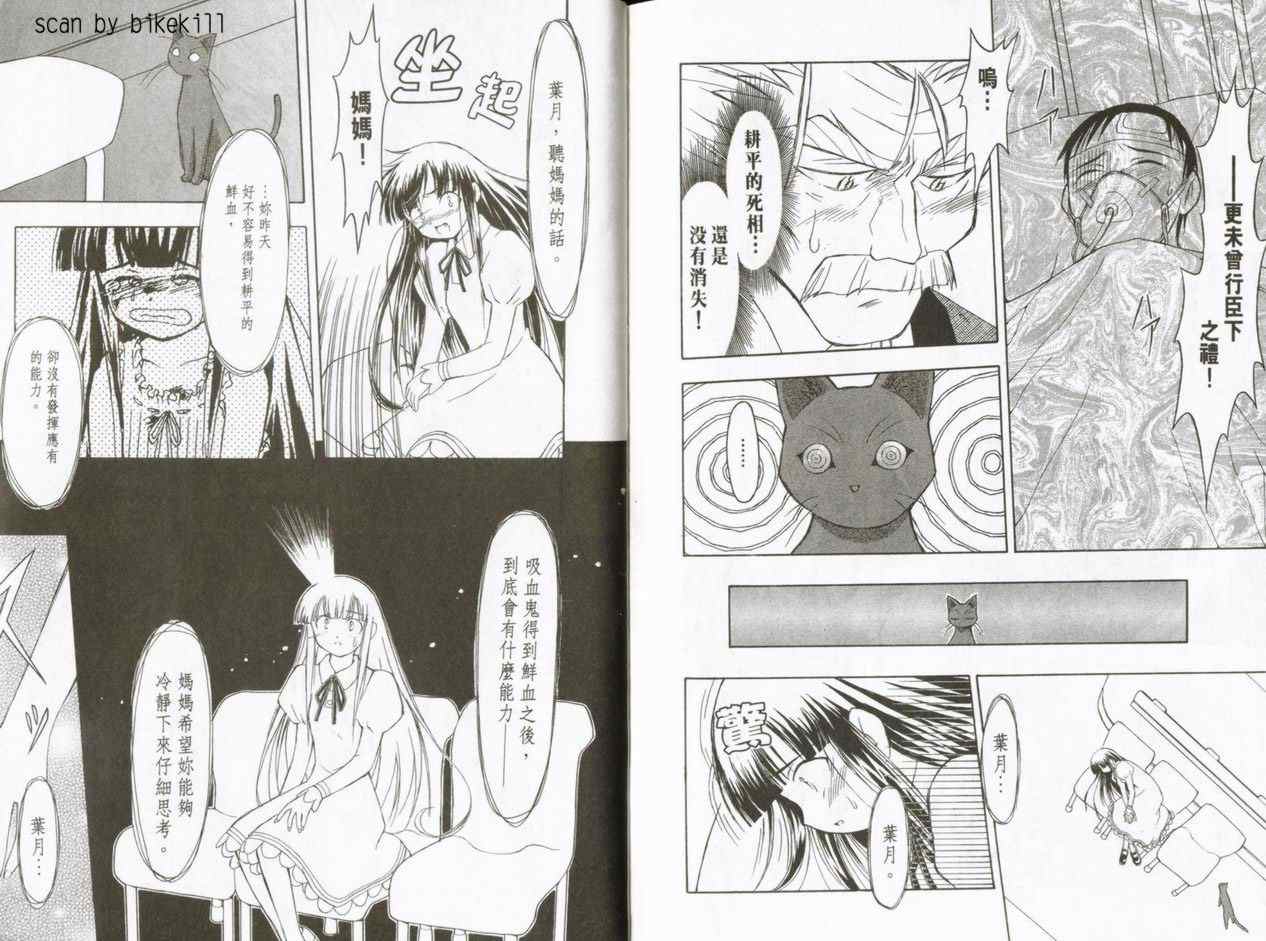 scan by bikekill
——更未曾行臣下
之禮！
嗚…
耕平的死相…
還是
没有消失！
……
葉月…
驚
葉月。
葉月，聽媽媽的話。
坐起
媽媽！
…妳昨天
好不容易得到耕平的
鮮血，
卻沒有發揮應有
的能力。
吸血鬼得到鮮血之後，
到底會有什麼能力——
媽媽希望妳能夠
冷靜下來仔細思考。
葉月…